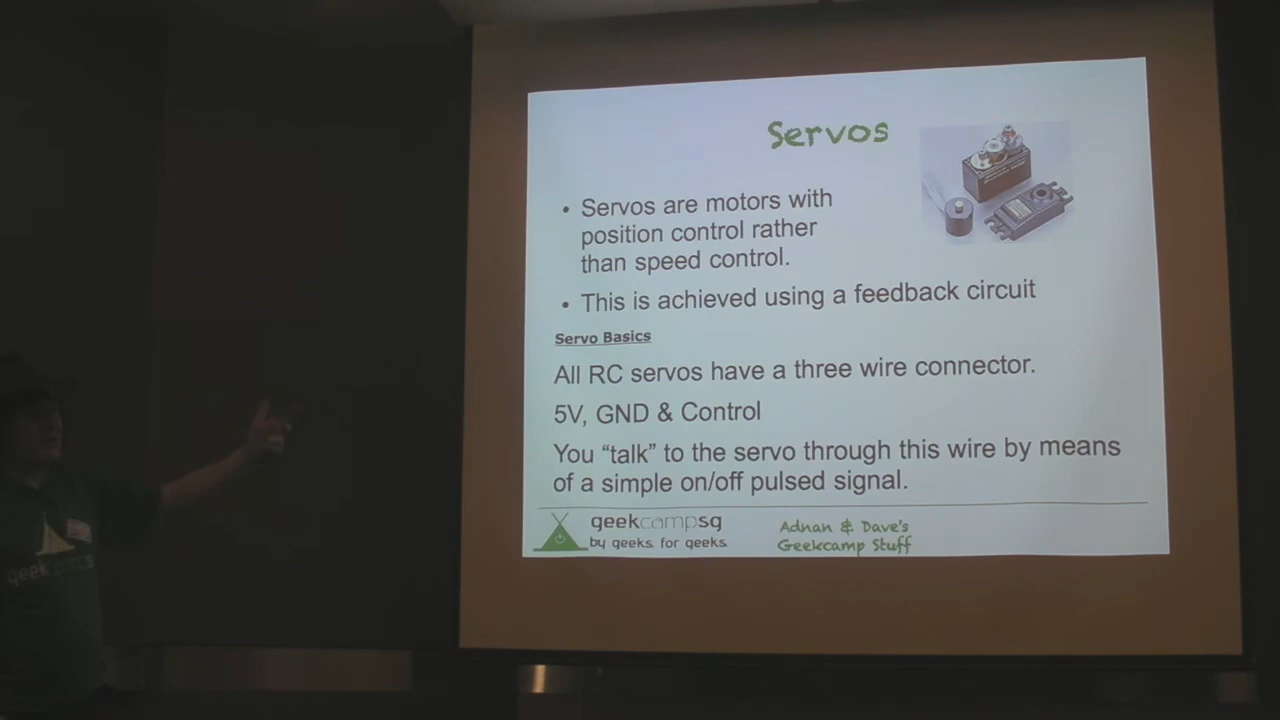 Servos
• Servos are motors with
position control rather
than speed control.
• This is achieved using a feedback circuit
Servo Basics
All RC servos have a three wire connector.
5V, GND & Control
You “talk” to the servo through this wire by means
of a simple on/off pulsed signal.
geekcampsg
by geeks. for geeks.
Adnan & Dave's
Geekcamp Stuff
geek